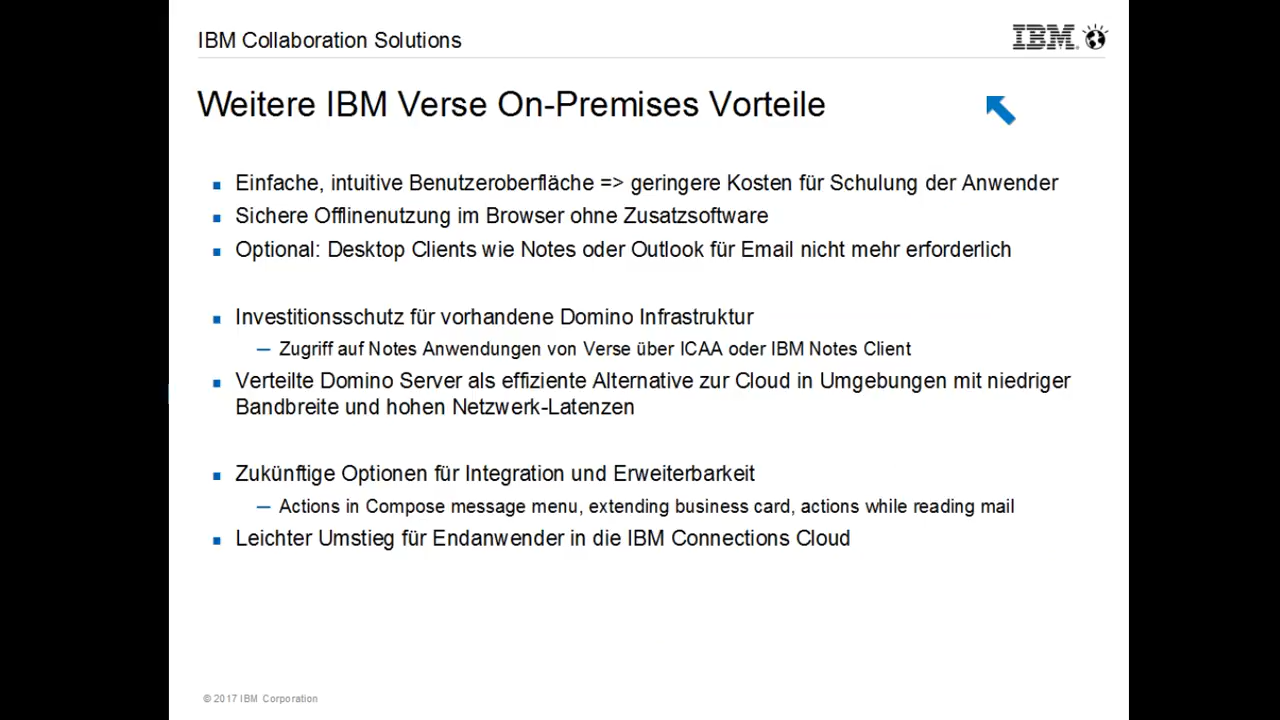 IBM Collaboration Solutions
IBM
Weitere IBM Verse On-Premises Vorteile
Einfache, intuitive Benutzeroberfläche => geringere Kosten für Schulung der Anwender
Sichere Offlinenutzung im Browser ohne Zusatzsoftware
Optional: Desktop Clients wie Notes oder Outlook für Email nicht mehr erforderlich
Investitionsschutz für vorhandene Domino Infrastruktur
– Zugriff auf Notes Anwendungen von Verse über ICAA oder IBM Notes Client
Verteilte Domino Server als effiziente Alternative zur Cloud in Umgebungen mit niedriger
Bandbreite und hohen Netzwerk-Latenzen
Zukünftige Optionen für Integration und Erweiterbarkeit
– Actions in Compose message menu, extending business card, actions while reading mail
Leichter Umstieg für Endanwender in die IBM Connections Cloud
© 2017 IBM Corporation